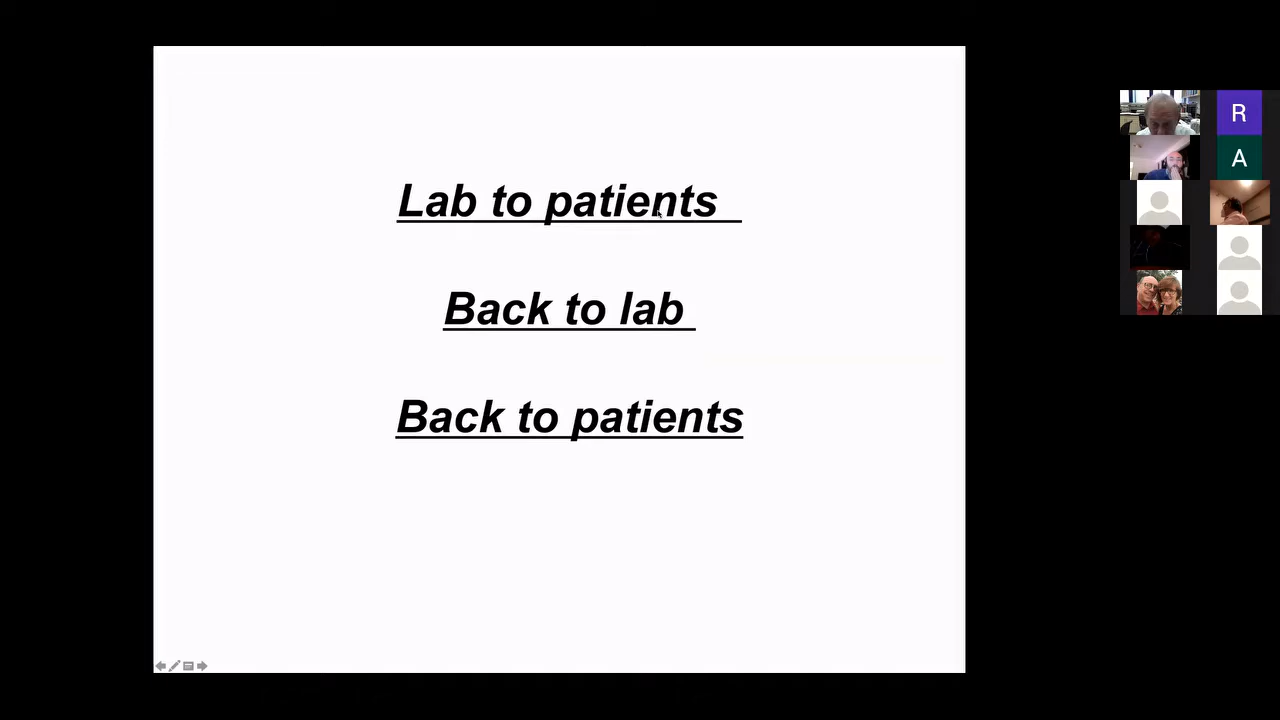 Lab to patients
Back to lab
Back to patients
R
A